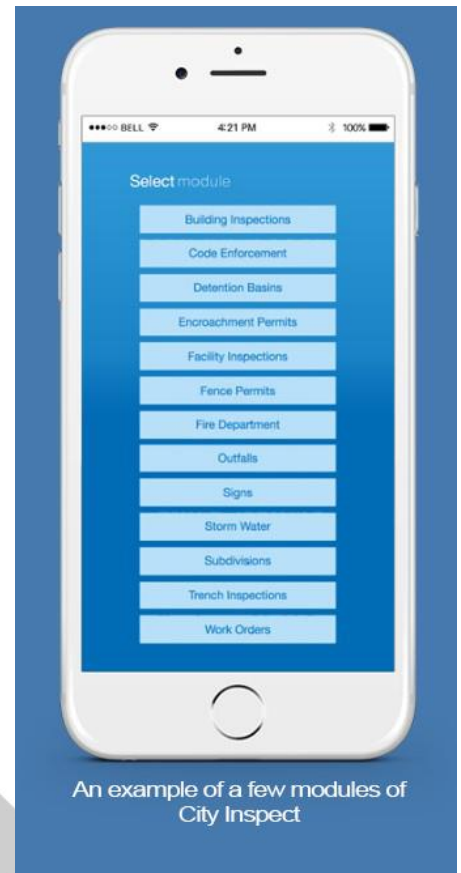 BELL 4:21 PM 100%
Select module
Building Inspections
Code Enforcement
Detention Basins
Encroachment Permits
Facility Inspections
Fence Permits
Fire Department
Outfalls
Signs
Storm Water
Subdivisions
Trench Inspections
Work Orders
An example of a few modules of
City Inspect